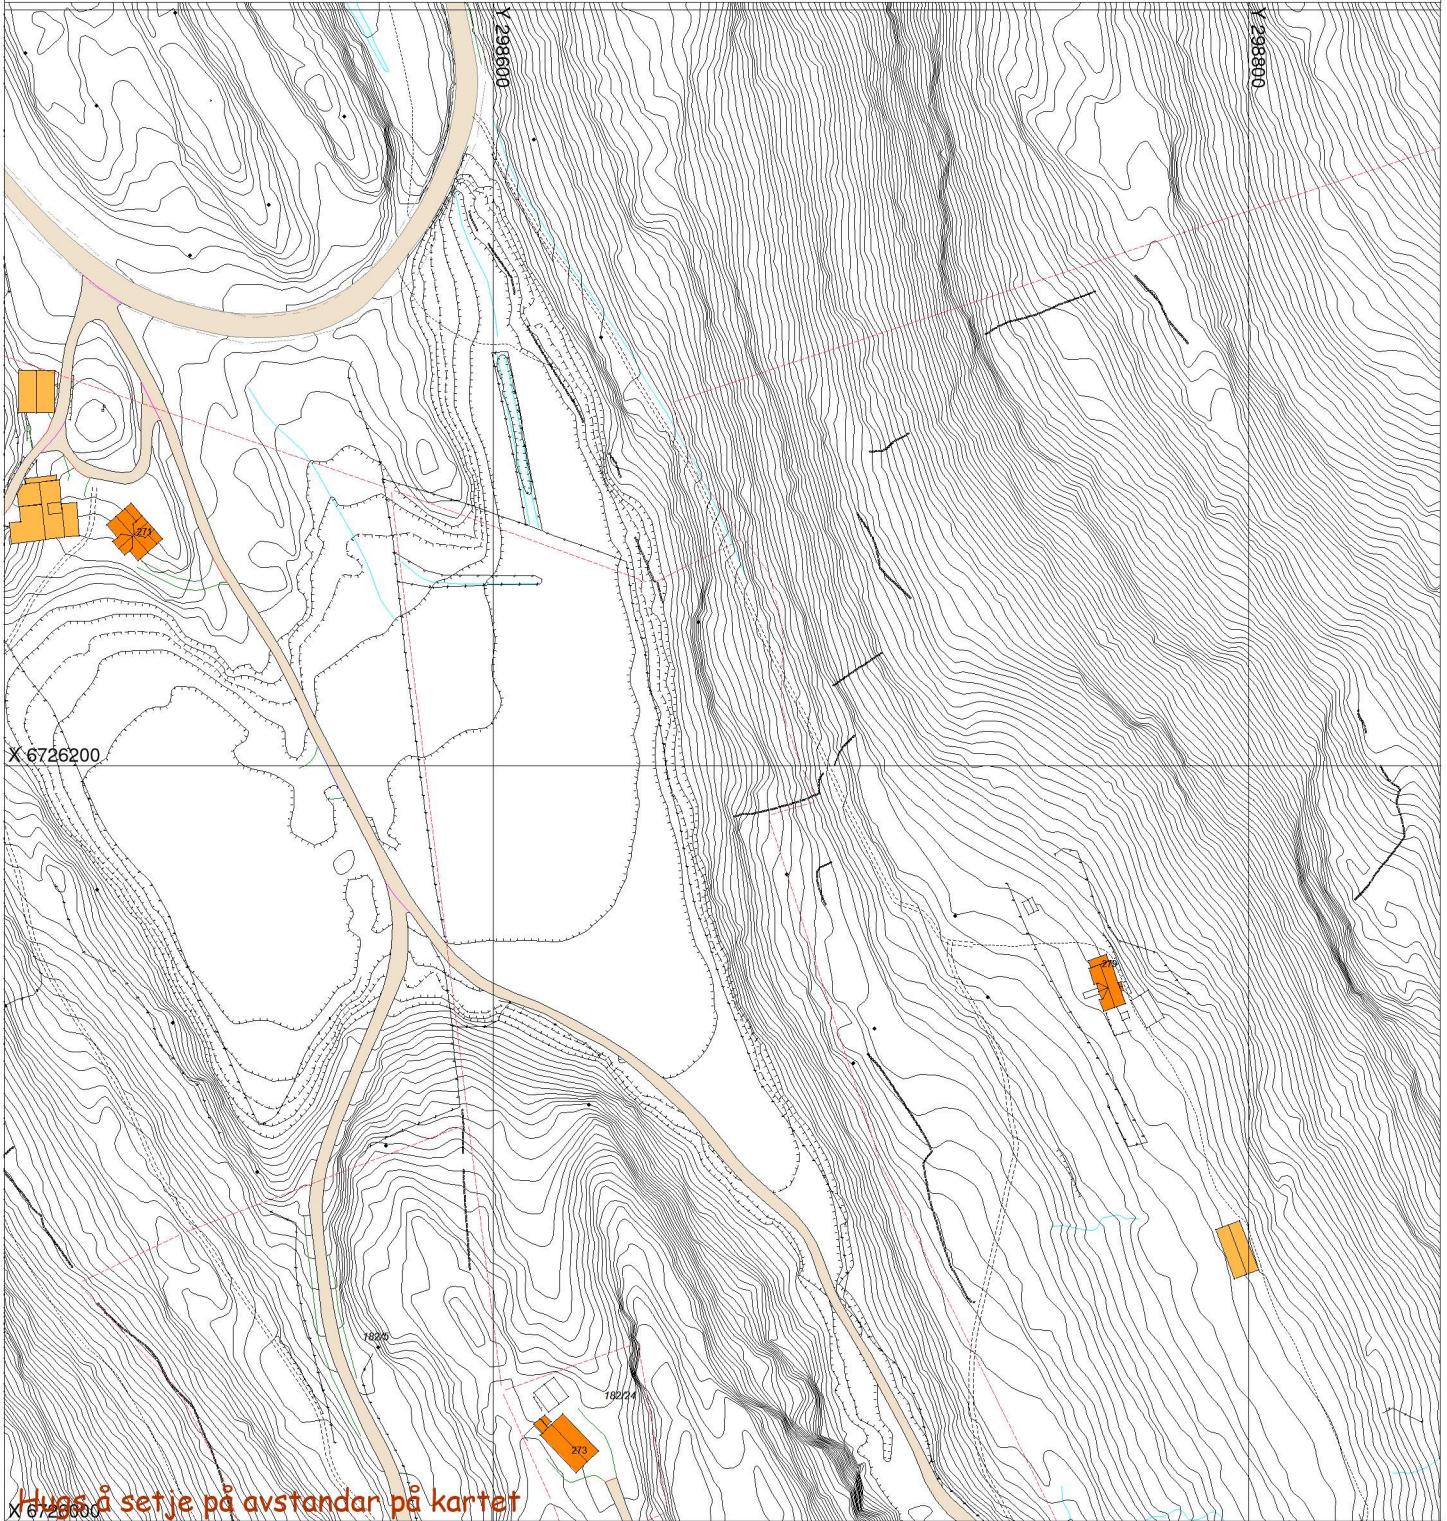 Y 298600
Y 298800
271
X 6726200
279
182/5
182/24
273
Hugs å setje på avstandar på kartet
X 6726000